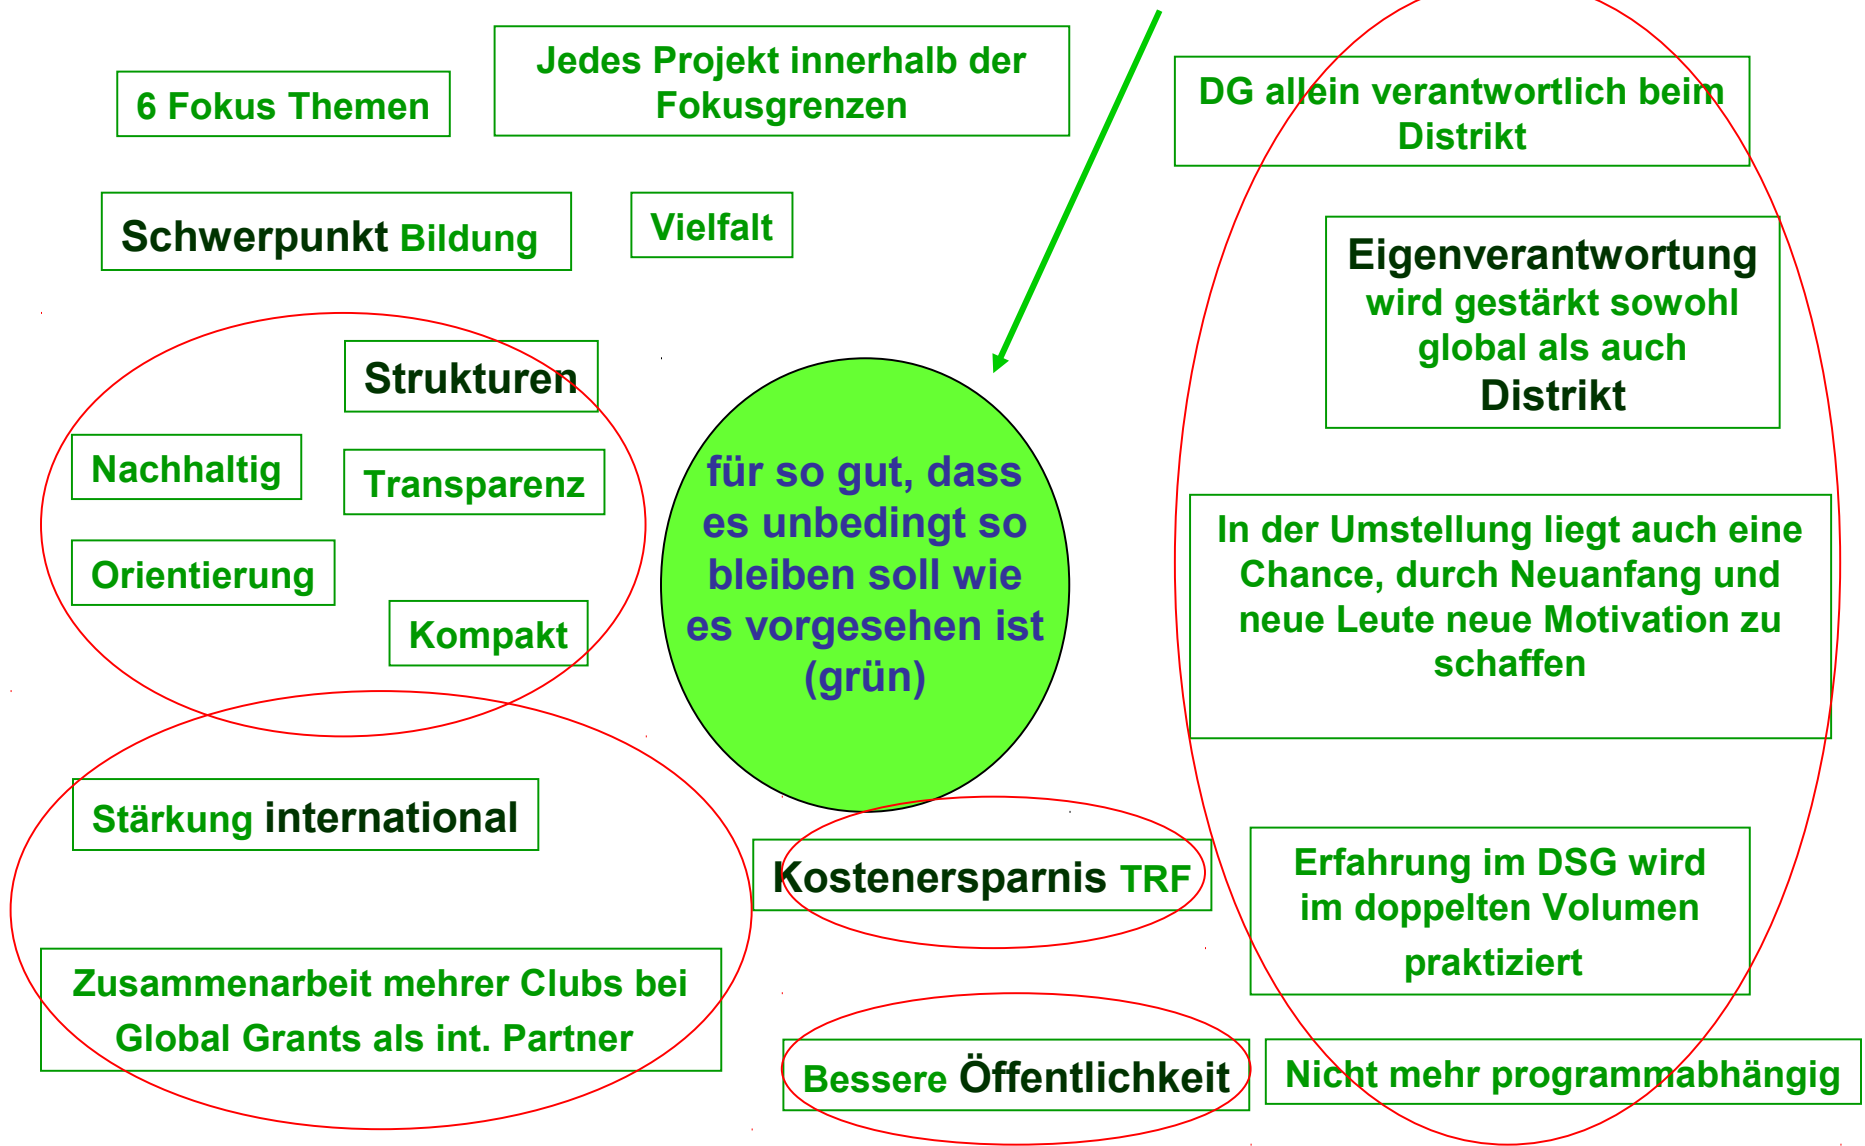 6 Fokus Themen
Jedes Projekt innerhalb der
Fokusgrenzen
DG allein verantwortlich beim
Distrikt
Schwerpunkt Bildung
Vielfalt
Eigenverantwortung
wird gestärkt sowohl
global als auch
Distrikt
Strukturen
Nachhaltig
Transparenz
Orientierung
Kompakt
für so gut, dass
es unbedingt so
bleiben soll wie
es vorgesehen ist
(grün)
In der Umstellung liegt auch eine
Chance, durch Neuanfang und
neue Leute neue Motivation zu
schaffen
Stärkung international
Kostenersparnis TRF
Erfahrung im DSG wird
im doppelten Volumen
praktiziert
Zusammenarbeit mehrer Clubs bei
Global Grants als int. Partner
Bessere Öffentlichkeit
Nicht mehr programmabhängig